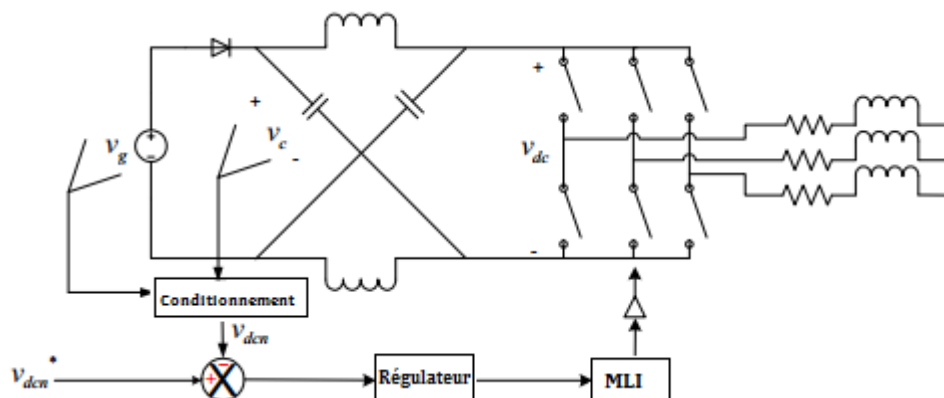 +
+
v_g
v_c
-
v_dc
-
Conditionnement
v_dcn
v_dcn*
Régulateur
MLI